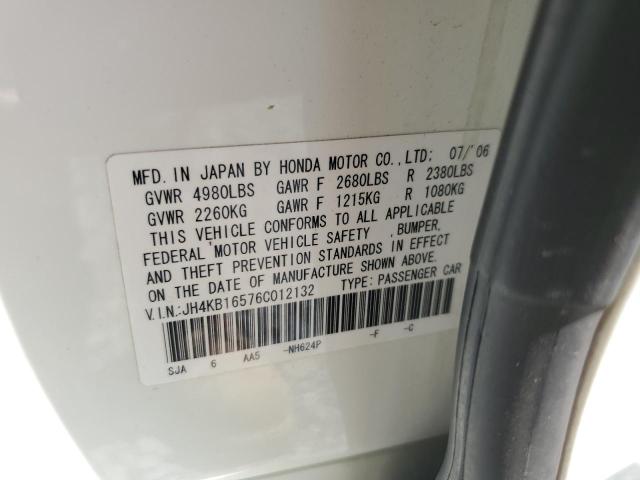 MFD. IN JAPAN BY HONDA MOTOR CO.,LTD: 07/'06
GVWR 4980LBS GAWR F 2680LBS R 2380LBS
GVWR 2260KG GAWR F 1215KG R 1080KG
THIS VEHICLE CONFORMS TO ALL APPLICABLE
FEDERAL MOTOR VEHICLE SAFETY ,BUMPER,
AND THEFT PREVENTION STANDARDS IN EFFECT
ON THE DATE OF MANUFACTURE SHOWN ABOVE.
V.I.N.:JH4KB16576C012132 TYPE: PASSENGER CAR
SJA 6 AA5 -NH624P -F -C